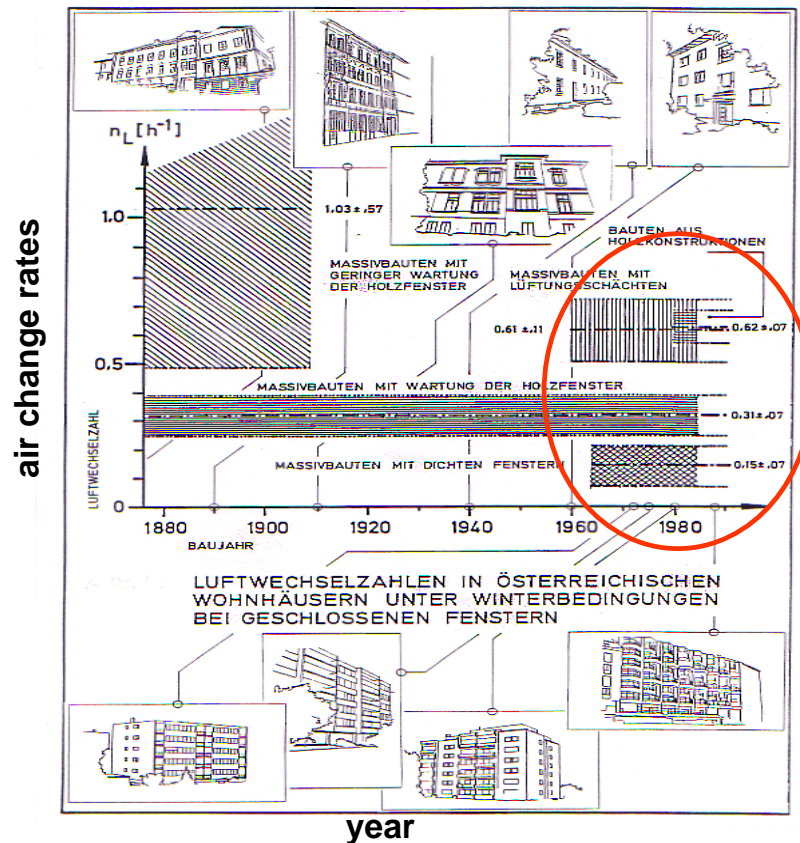 n_L [h⁻¹]
1.0
1.03 ± .57
BAUTEN AUS
HOLZKONSTRUKTIONEN
MASSIVBAUTEN MIT
GERINGER WARTUNG
DER HOLZFENSTER
MASSIVBAUTEN MIT
LÜFTUNGSSCHÄCHTEN
air change rates
0.61 ± .11
0.62 ± .07
0.5
MASSIVBAUTEN MIT WARTUNG DER HOLZFENSTER
0.31 ± .07
LUFTWECHSELZAHL
MASSIVBAUTEN MIT DICHTEN FENSTERN
0.15 ± .07
0
1880 1900 1920 1940 1960 1980
BAUJAHR
LUFTWECHSELZAHLEN IN ÖSTERREICHISCHEN
WOHNHÄUSERN UNTER WINTERBEDINGUNGEN
BEI GESCHLOSSENEN FENSTERN
year